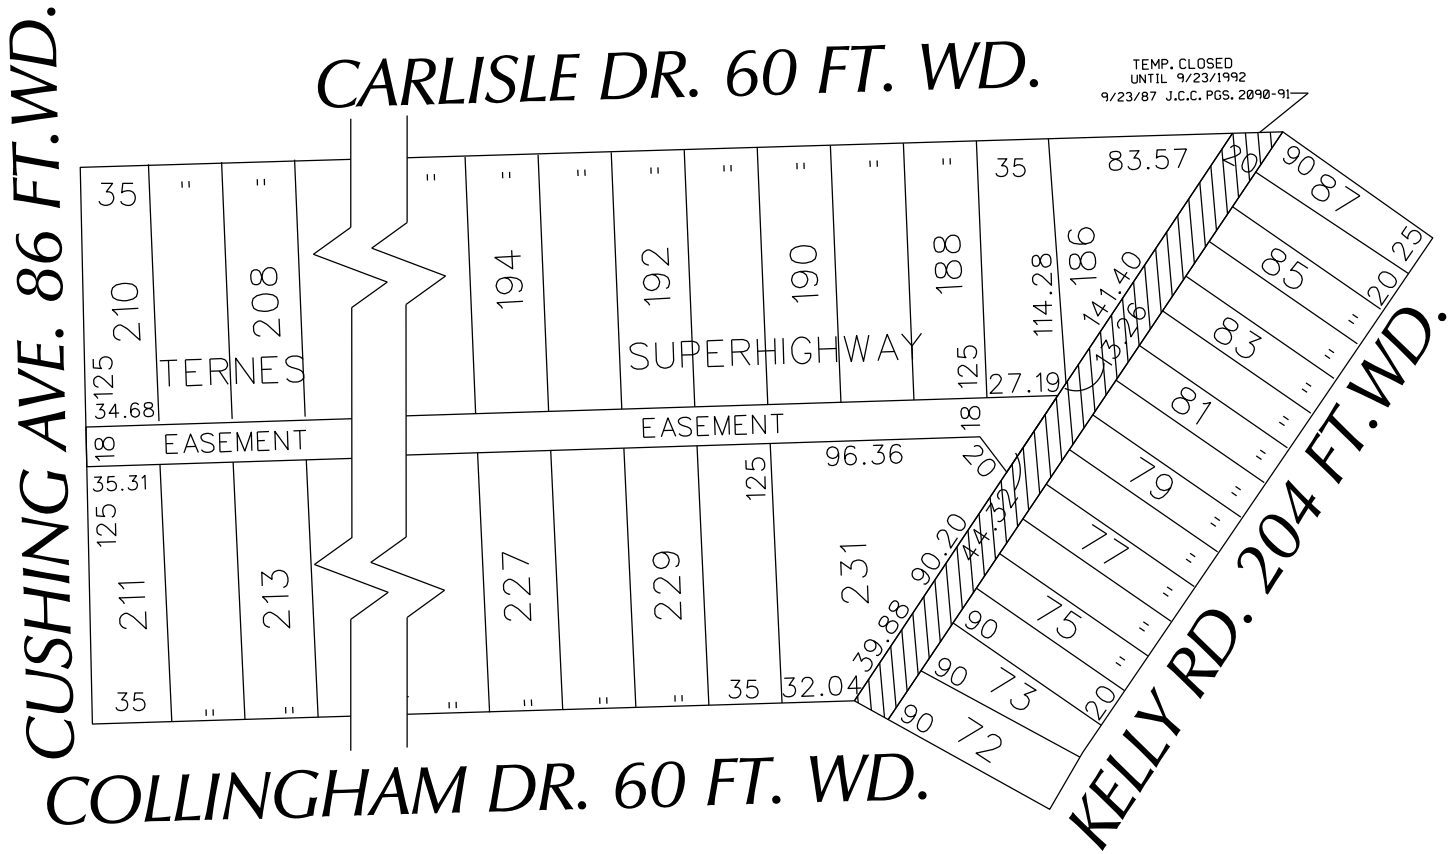 CUSHING AVE. 86 FT.WD.
CARLISLE DR. 60 FT. WD.
TEMP. CLOSED
UNTIL 9/23/1992
9/23/87 J.C.C. PGS. 2090-91
35 " " " " " " " " " 35 83.57 20
90 87 25
20
210 208 194 192 190 188 186
125 125 114.28 141.40 13.26
TERNES SUPERHIGHWAY
34.68 27.19
18 EASEMENT EASEMENT 18
35.31 125 96.36 20
125 44.52
211 213 227 229 231
90.20
39.88
35 " " " " " " 35 32.04
85 "
83 "
81 "
"
79 "
"
77 "
"
75 "
90
73 20
90
72
90
KELLY RD. 204 FT.WD.
COLLINGHAM DR. 60 FT. WD.